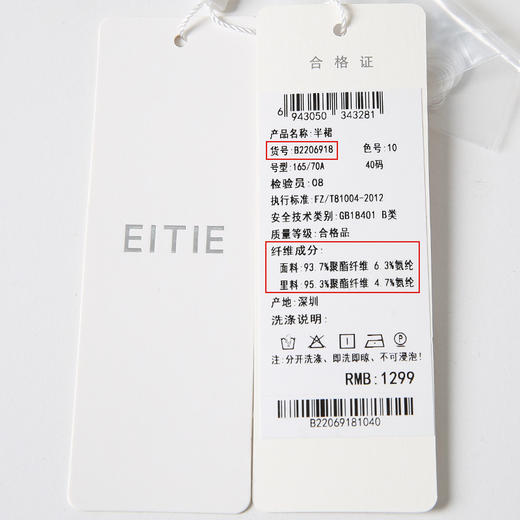 EITIE
合格证
6 943050 343281
产品名称:半裙
货号:B2206918 色号:10
号型:165/70A 40码
检验员:08
执行标准:FZ/T81004-2012
安全技术类别:GB18401 B类
质量等级:合格品
纤维成分:
面料:93.7%聚酯纤维 6.3%氨纶
里料:95.3%聚酯纤维 4.7%氨纶
产地:深圳
洗涤说明:
注:分开洗涤、即洗即晾、不可浸泡!
RMB:1299
B22069181040